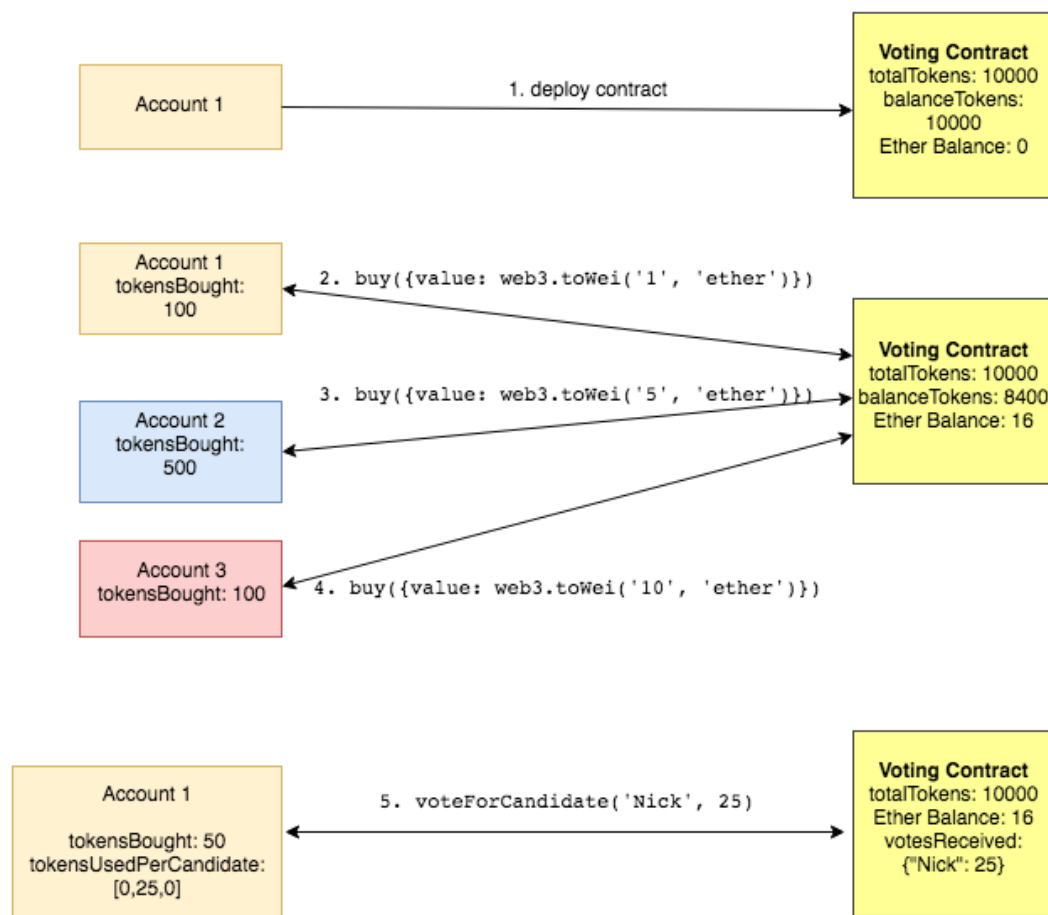 Account 1
1. deploy contract
Voting Contract
totalTokens: 10000
balanceTokens:
10000
Ether Balance: 0
Account 1
tokensBought:
100
2. buy({value: web3.toWei('1', 'ether')})
3. buy({value: web3.toWei('5', 'ether')})
Account 2
tokensBought:
500
Voting Contract
totalTokens: 10000
balanceTokens: 8400
Ether Balance: 16
Account 3
tokensBought: 100
4. buy({value: web3.toWei('10', 'ether')})
Account 1
tokensBought: 50
tokensUsedPerCandidate:
[0,25,0]
5. voteForCandidate('Nick', 25)
Voting Contract
totalTokens: 10000
Ether Balance: 16
votesReceived:
{"Nick": 25}